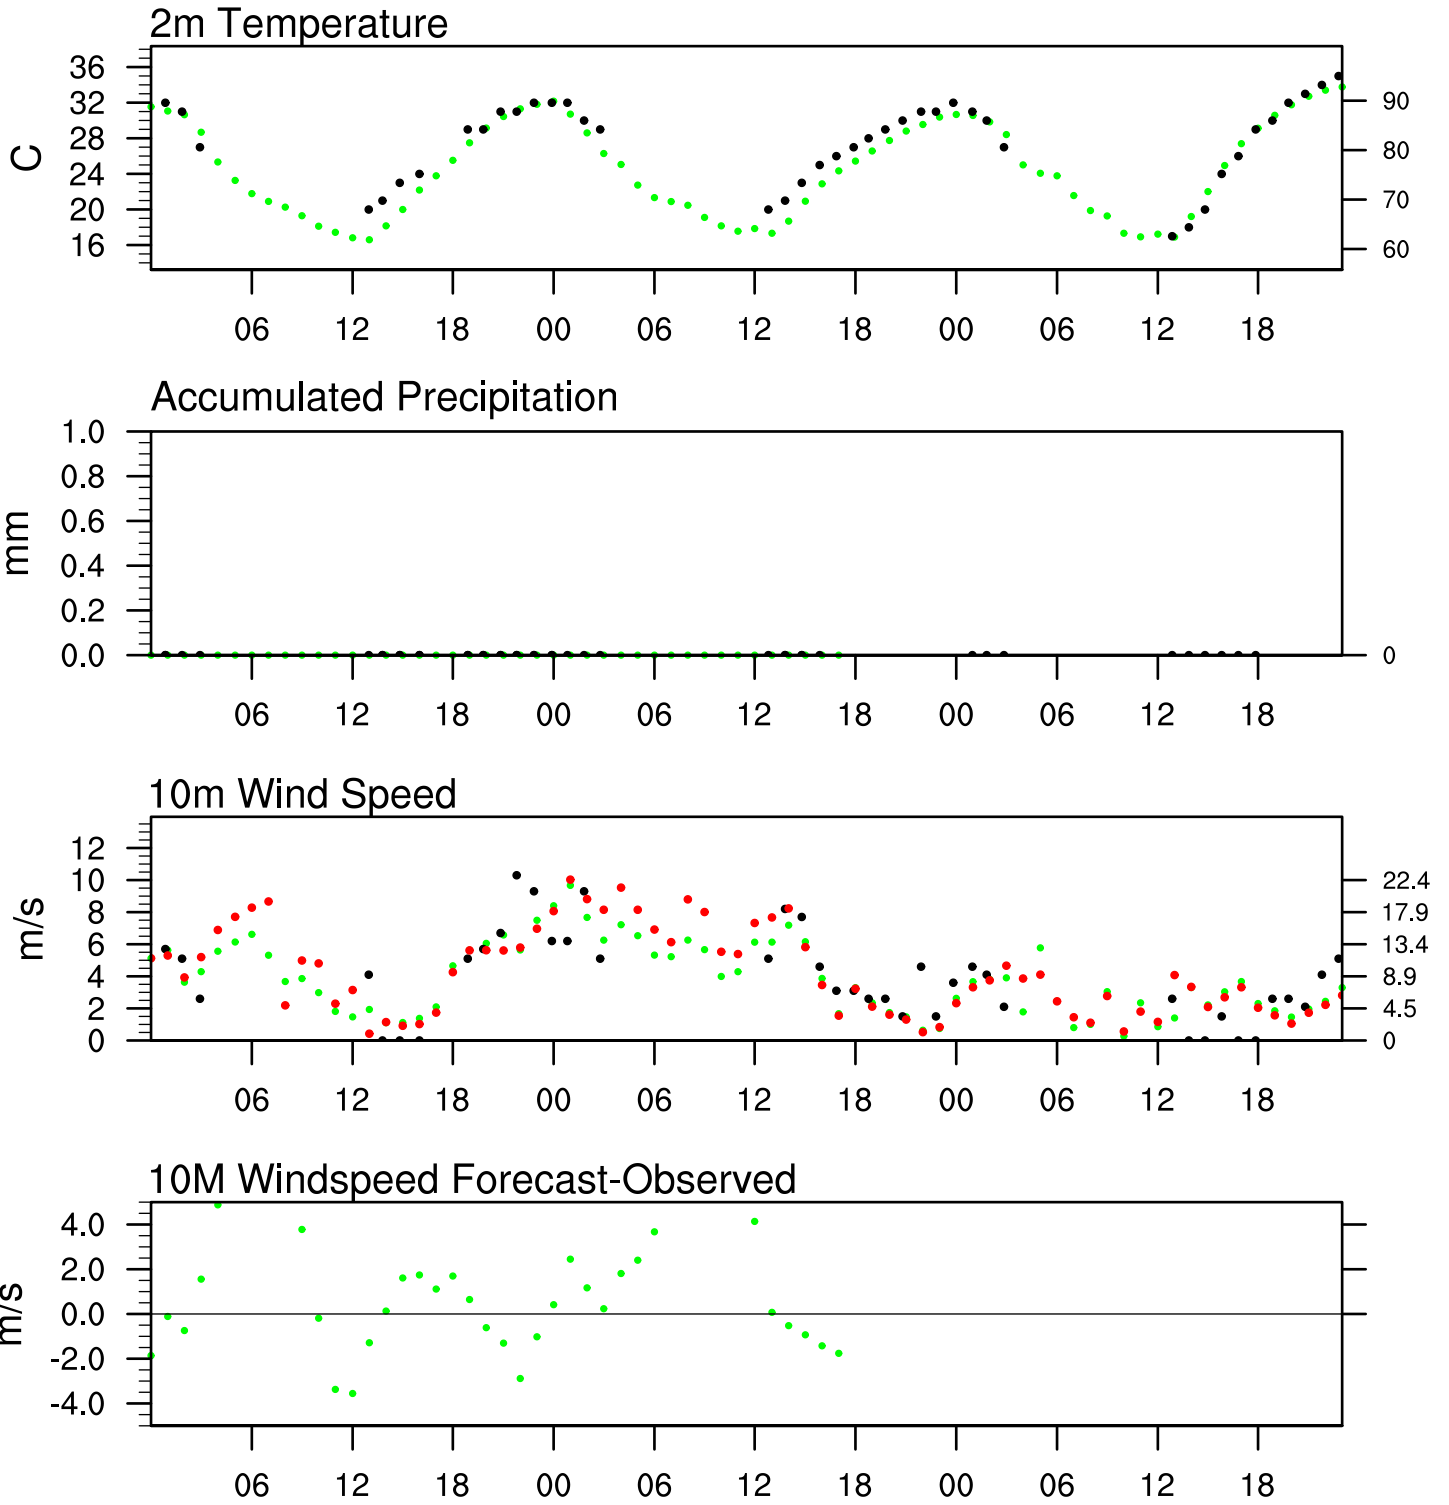 2m Temperature
36
32
28
24
20
16
C
90
80
70
60
06 12 18 00 06 12 18 00 06 12 18
Accumulated Precipitation
1.0
0.8
0.6
0.4
0.2
0.0
mm
0
06 12 18 00 06 12 18 00 06 12 18
10m Wind Speed
12
10
8
6
4
2
0
m/s
22.4
17.9
13.4
8.9
4.5
0
06 12 18 00 06 12 18 00 06 12 18
10M Windspeed Forecast-Observed
4.0
2.0
0.0
-2.0
-4.0
m/s
06 12 18 00 06 12 18 00 06 12 18